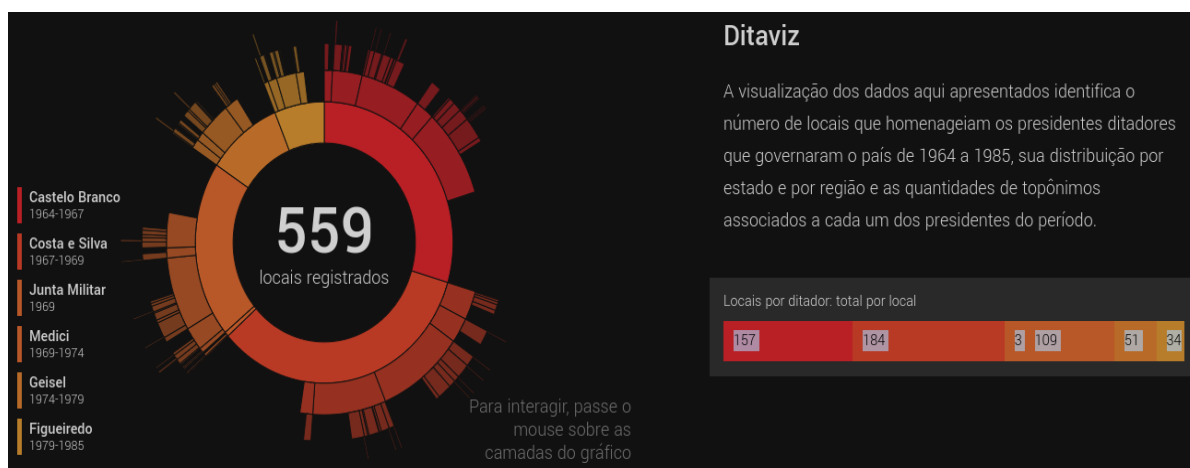 Ditaviz
A visualização dos dados aqui apresentados identifica o
número de locais que homenageiam os presidentes ditadores
que governaram o país de 1964 a 1985, sua distribuição por
estado e por região e as quantidades de topônimos
associados a cada um dos presidentes do período.
559
locais registrados
Castelo Branco
1964-1967
Costa e Silva
1967-1969
Junta Militar
1969
Medici
1969-1974
Geisel
1974-1979
Figueiredo
1979-1985
Para interagir, passe o
mouse sobre as
camadas do gráfico
Locais por ditador: total por local
157 184 3 109 51 34